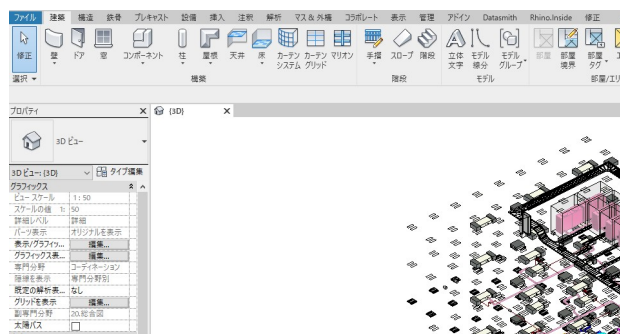 ファイル 建築 構造 鉄骨 プレキャスト 設備 挿入 注釈 解析 マス & 外構 コラボレート 表示 管理 アドイン Datasmith Rhino.Inside 修正
修正 壁 ドア 窓 コンポーネント 柱 屋根 天井 床 カーテン システム カーテン グリッド マリオン 手摺 スロープ 階段 立体 文字 モデル 線分 モデル グループ 部屋 部屋 境界 部屋 タグ
選択 構築 階段 モデル 部屋/エリ
プロパティ {3D}
3D ビュー
3D ビュー: {3D} タイプ編集
グラフィックス
ビュー スケール 1 : 50
スケールの値 1: 50
詳細レベル 詳細
パーツ表示 オリジナルを表示
表示/グラフィッ... 編集...
グラフィックス表... 編集...
専門分野 コーディネーション
陰線を表示 専門分野別
既定の解析表... なし
グリッドを表示 編集...
副専門分野 20.総合図
太陽パス